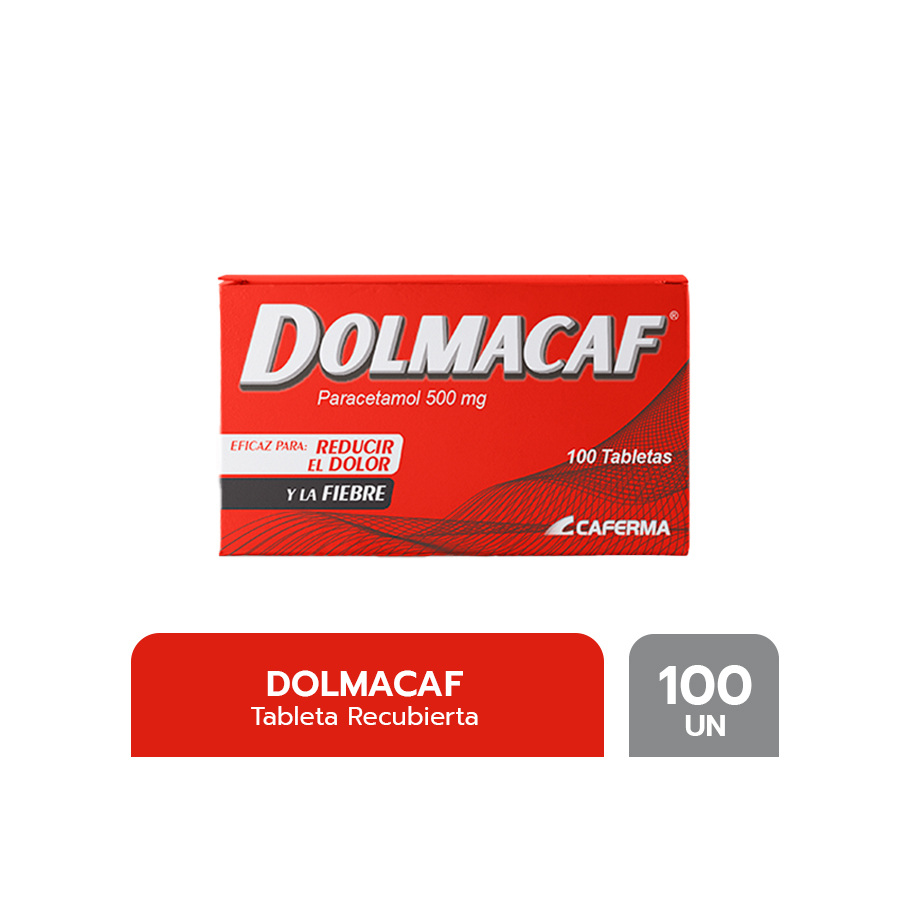 DOLMACAF®
Paracetamol 500 mg
EFICAZ PARA: REDUCIR
EL DOLOR
Y LA FIEBRE
100 Tabletas
CAFERMA
DOLMACAF
Tableta Recubierta
100
UN